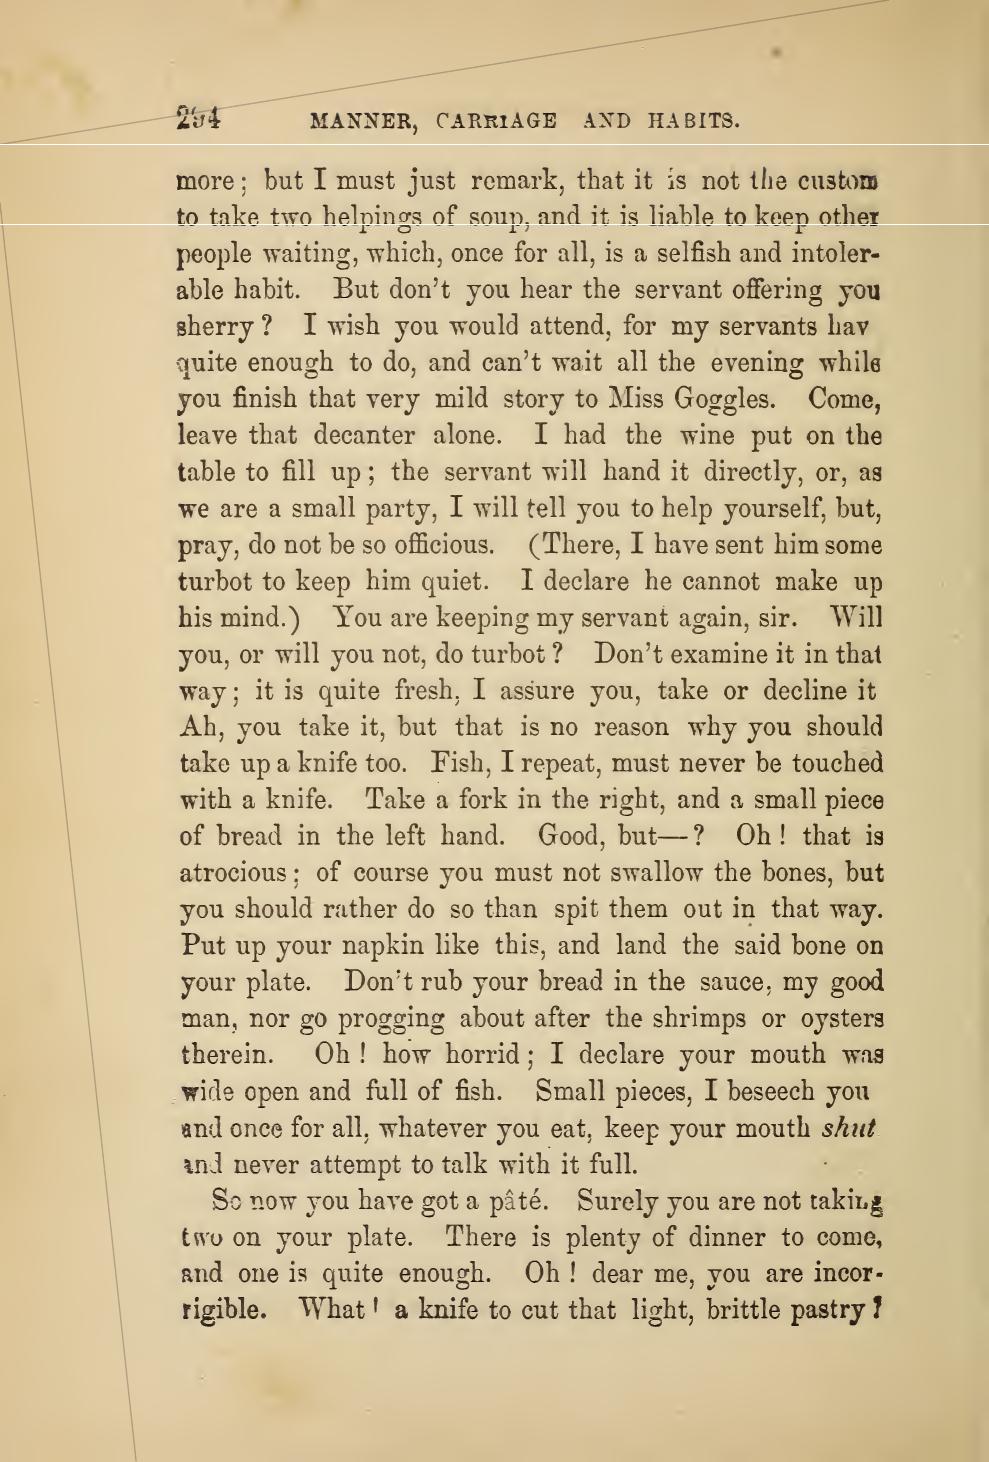 294 MANNER, CARRIAGE AND HABITS.
more; but I must just remark, that it is not the custom
to take two helpings of soup, and it is liable to keep other
people waiting, which, once for all, is a selfish and intoler-
able habit. But don't you hear the servant offering you
sherry? I wish you would attend, for my servants hav
quite enough to do, and can't wait all the evening while
you finish that very mild story to Miss Goggles. Come,
leave that decanter alone. I had the wine put on the
table to fill up; the servant will hand it directly, or, as
we are a small party, I will tell you to help yourself, but,
pray, do not be so officious. (There, I have sent him some
turbot to keep him quiet. I declare he cannot make up
his mind.) You are keeping my servant again, sir. Will
you, or will you not, do turbot? Don't examine it in that
way; it is quite fresh, I assure you, take or decline it
Ah, you take it, but that is no reason why you should
take up a knife too. Fish, I repeat, must never be touched
with a knife. Take a fork in the right, and a small piece
of bread in the left hand. Good, but—? Oh! that is
atrocious; of course you must not swallow the bones, but
you should rather do so than spit them out in that way.
Put up your napkin like this, and land the said bone on
your plate. Don't rub your bread in the sauce, my good
man, nor go progging about after the shrimps or oysters
therein. Oh! how horrid; I declare your mouth was
wide open and full of fish. Small pieces, I beseech you
and once for all, whatever you eat, keep your mouth shut
and never attempt to talk with it full.
So now you have got a pâté. Surely you are not taking
two on your plate. There is plenty of dinner to come,
and one is quite enough. Oh! dear me, you are incor-
rigible. What! a knife to cut that light, brittle pastry?